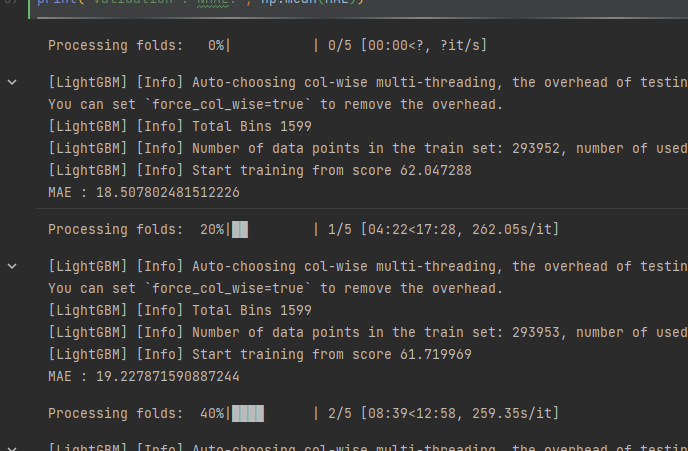 print("Validation : NMAE:", np.mean(MAE))
Processing folds:   0%|          | 0/5 [00:00<?, ?it/s]
[LightGBM] [Info] Auto-choosing col-wise multi-threading, the overhead of testin
You can set `force_col_wise=true` to remove the overhead.
[LightGBM] [Info] Total Bins 1599
[LightGBM] [Info] Number of data points in the train set: 293952, number of used
[LightGBM] [Info] Start training from score 62.047288
MAE : 18.507802481512226
Processing folds:  20%|██        | 1/5 [04:22<17:28, 262.05s/it]
[LightGBM] [Info] Auto-choosing col-wise multi-threading, the overhead of testin
You can set `force_col_wise=true` to remove the overhead.
[LightGBM] [Info] Total Bins 1599
[LightGBM] [Info] Number of data points in the train set: 293953, number of used
[LightGBM] [Info] Start training from score 61.719969
MAE : 19.227871590887244
Processing folds:  40%|████      | 2/5 [08:39<12:58, 259.35s/it]
[LightGBM] [Info] Auto-choosing col-wise multi-threading, the overhead of testin